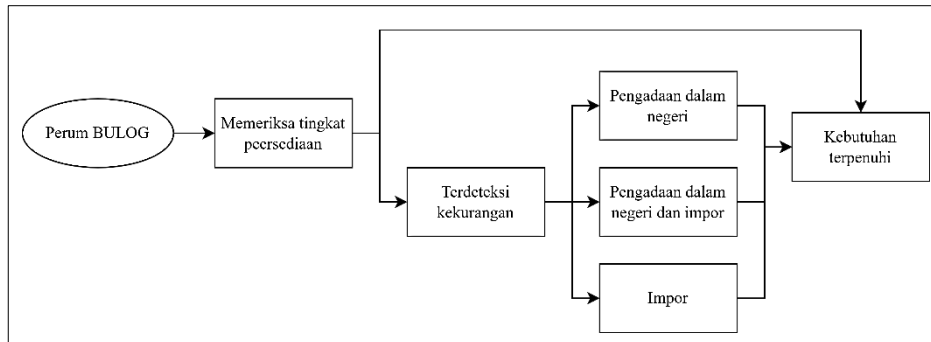 Perum BULOG
Memeriksa tingkat
peersediaan
Terdeteksi
kekurangan
Pengadaan dalam
negeri
Pengadaan dalam
negeri dan impor
Impor
Kebutuhan
terpenuhi